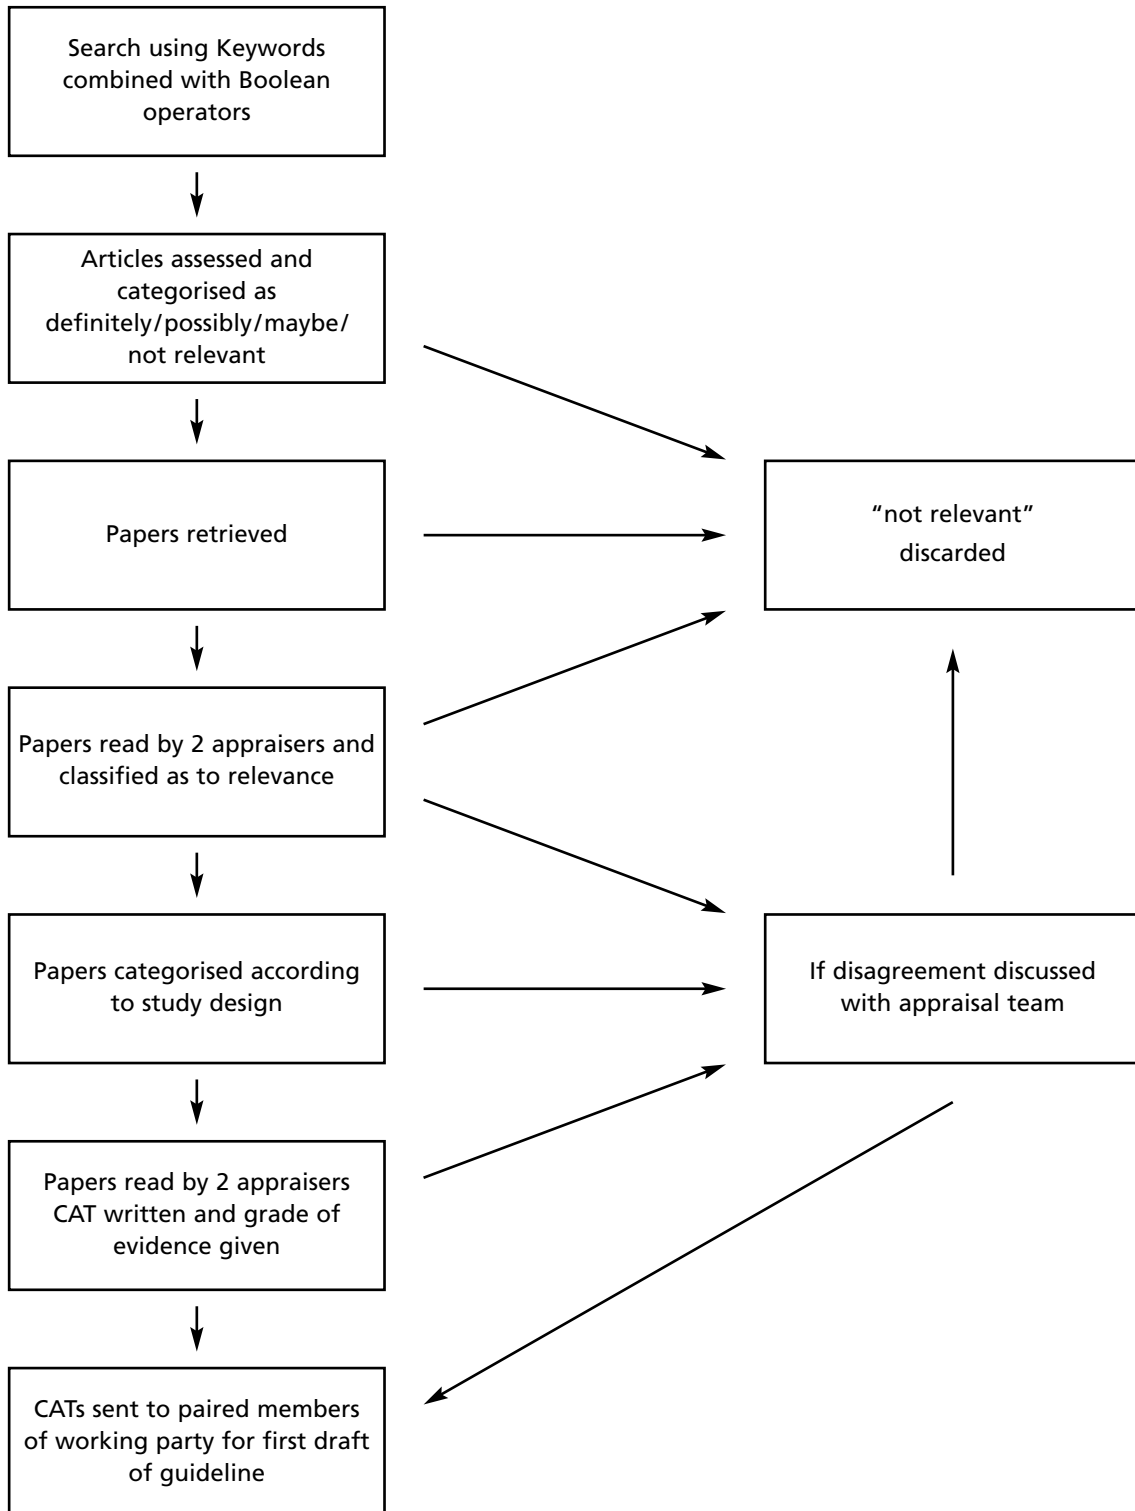 Search using Keywords
combined with Boolean
operators
Articles assessed and
categorised as
definitely/possibly/maybe/
not relevant
Papers retrieved
“not relevant”
discarded
Papers read by 2 appraisers and
classified as to relevance
Papers categorised according
to study design
If disagreement discussed
with appraisal team
Papers read by 2 appraisers
CAT written and grade of
evidence given
CATs sent to paired members
of working party for first draft
of guideline